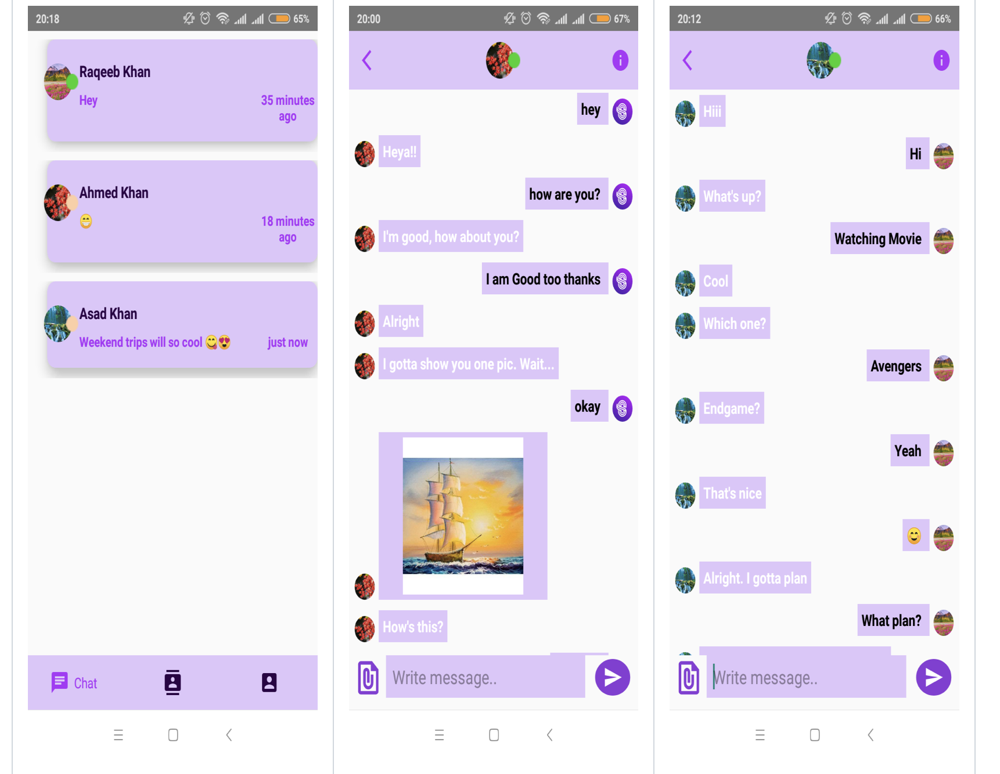 20:18
65%
Raqeeb Khan
Hey
35 minutes
ago
Ahmed Khan
😁
18 minutes
ago
Asad Khan
Weekend trips will so cool 😋😍
just now
Chat
20:00
67%
hey
Heya!!
how are you?
I'm good, how about you?
I am Good too thanks
Alright
I gotta show you one pic. Wait...
okay
How's this?
Write message..
20:12
66%
Hiii
Hi
What's up?
Watching Movie
Cool
Which one?
Avengers
Endgame?
Yeah
That's nice
😊
Alright. I gotta plan
What plan?
Write message..